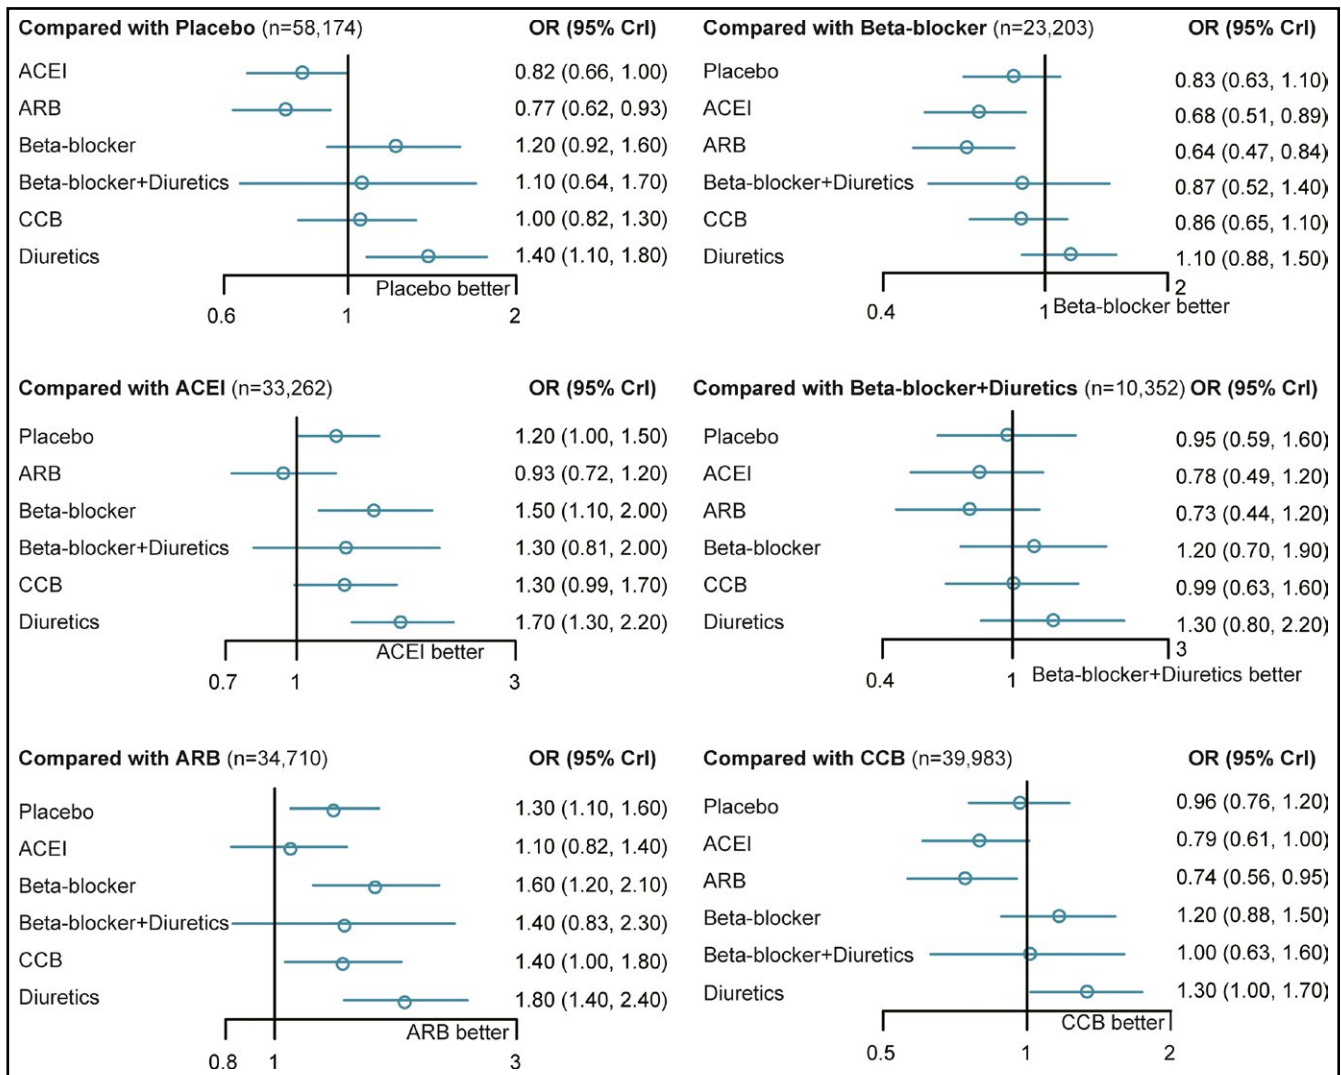 Compared with Placebo (n=58,174) OR (95% CrI)
ACEI 0.82 (0.66, 1.00)
ARB 0.77 (0.62, 0.93)
Beta-blocker 1.20 (0.92, 1.60)
Beta-blocker+Diuretics 1.10 (0.64, 1.70)
CCB 1.00 (0.82, 1.30)
Diuretics 1.40 (1.10, 1.80)
Placebo better
0.6 1 2
Compared with Beta-blocker (n=23,203) OR (95% CrI)
Placebo 0.83 (0.63, 1.10)
ACEI 0.68 (0.51, 0.89)
ARB 0.64 (0.47, 0.84)
Beta-blocker+Diuretics 0.87 (0.52, 1.40)
CCB 0.86 (0.65, 1.10)
Diuretics 1.10 (0.88, 1.50)
0.4 1 Beta-blocker better 2
Compared with ACEI (n=33,262) OR (95% CrI)
Placebo 1.20 (1.00, 1.50)
ARB 0.93 (0.72, 1.20)
Beta-blocker 1.50 (1.10, 2.00)
Beta-blocker+Diuretics 1.30 (0.81, 2.00)
CCB 1.30 (0.99, 1.70)
Diuretics 1.70 (1.30, 2.20)
ACEI better
0.7 1 3
Compared with Beta-blocker+Diuretics (n=10,352) OR (95% CrI)
Placebo 0.95 (0.59, 1.60)
ACEI 0.78 (0.49, 1.20)
ARB 0.73 (0.44, 1.20)
Beta-blocker 1.20 (0.70, 1.90)
CCB 0.99 (0.63, 1.60)
Diuretics 1.30 (0.80, 2.20)
3
0.4 1 Beta-blocker+Diuretics better
Compared with ARB (n=34,710) OR (95% CrI)
Placebo 1.30 (1.10, 1.60)
ACEI 1.10 (0.82, 1.40)
Beta-blocker 1.60 (1.20, 2.10)
Beta-blocker+Diuretics 1.40 (0.83, 2.30)
CCB 1.40 (1.00, 1.80)
Diuretics 1.80 (1.40, 2.40)
ARB better
0.8 1 3
Compared with CCB (n=39,983) OR (95% CrI)
Placebo 0.96 (0.76, 1.20)
ACEI 0.79 (0.61, 1.00)
ARB 0.74 (0.56, 0.95)
Beta-blocker 1.20 (0.88, 1.50)
Beta-blocker+Diuretics 1.00 (0.63, 1.60)
Diuretics 1.30 (1.00, 1.70)
CCB better
0.5 1 2